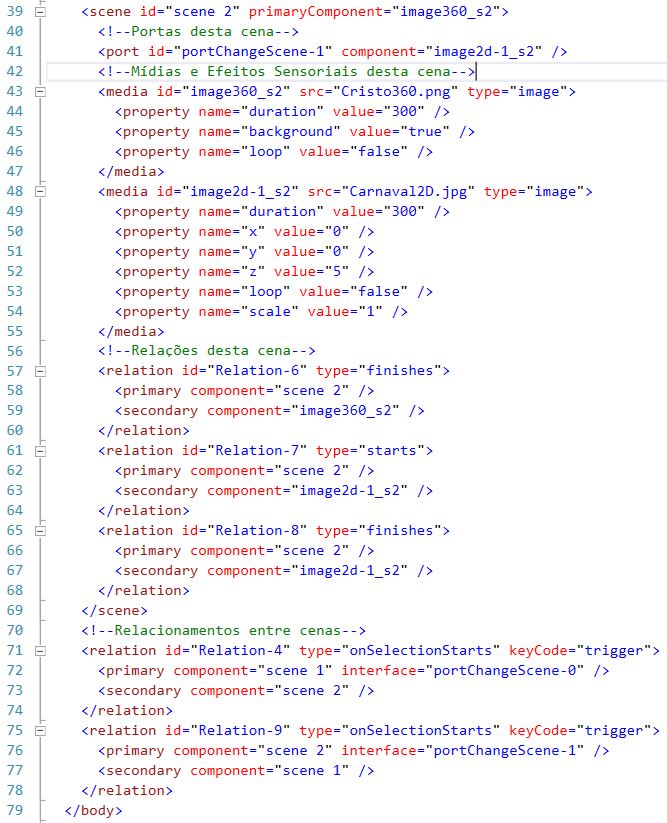 39 <scene id="scene 2" primaryComponent="image360_s2">
40 <!--Portas desta cena-->
41 <port id="portChangeScene-1" component="image2d-1_s2" />
42 <!--Mídias e Efeitos Sensoriais desta cena-->
43 <media id="image360_s2" src="Cristo360.png" type="image">
44 <property name="duration" value="300" />
45 <property name="background" value="true" />
46 <property name="loop" value="false" />
47 </media>
48 <media id="image2d-1_s2" src="Carnaval2D.jpg" type="image">
49 <property name="duration" value="300" />
50 <property name="x" value="0" />
51 <property name="y" value="0" />
52 <property name="z" value="5" />
53 <property name="loop" value="false" />
54 <property name="scale" value="1" />
55 </media>
56 <!--Relações desta cena-->
57 <relation id="Relation-6" type="finishes">
58 <primary component="scene 2" />
59 <secondary component="image360_s2" />
60 </relation>
61 <relation id="Relation-7" type="starts">
62 <primary component="scene 2" />
63 <secondary component="image2d-1_s2" />
64 </relation>
65 <relation id="Relation-8" type="finishes">
66 <primary component="scene 2" />
67 <secondary component="image2d-1_s2" />
68 </relation>
69 </scene>
70 <!--Relacionamentos entre cenas-->
71 <relation id="Relation-4" type="onSelectionStarts" keyCode="trigger">
72 <primary component="scene 1" interface="portChangeScene-0" />
73 <secondary component="scene 2" />
74 </relation>
75 <relation id="Relation-9" type="onSelectionStarts" keyCode="trigger">
76 <primary component="scene 2" interface="portChangeScene-1" />
77 <secondary component="scene 1" />
78 </relation>
79 </body>